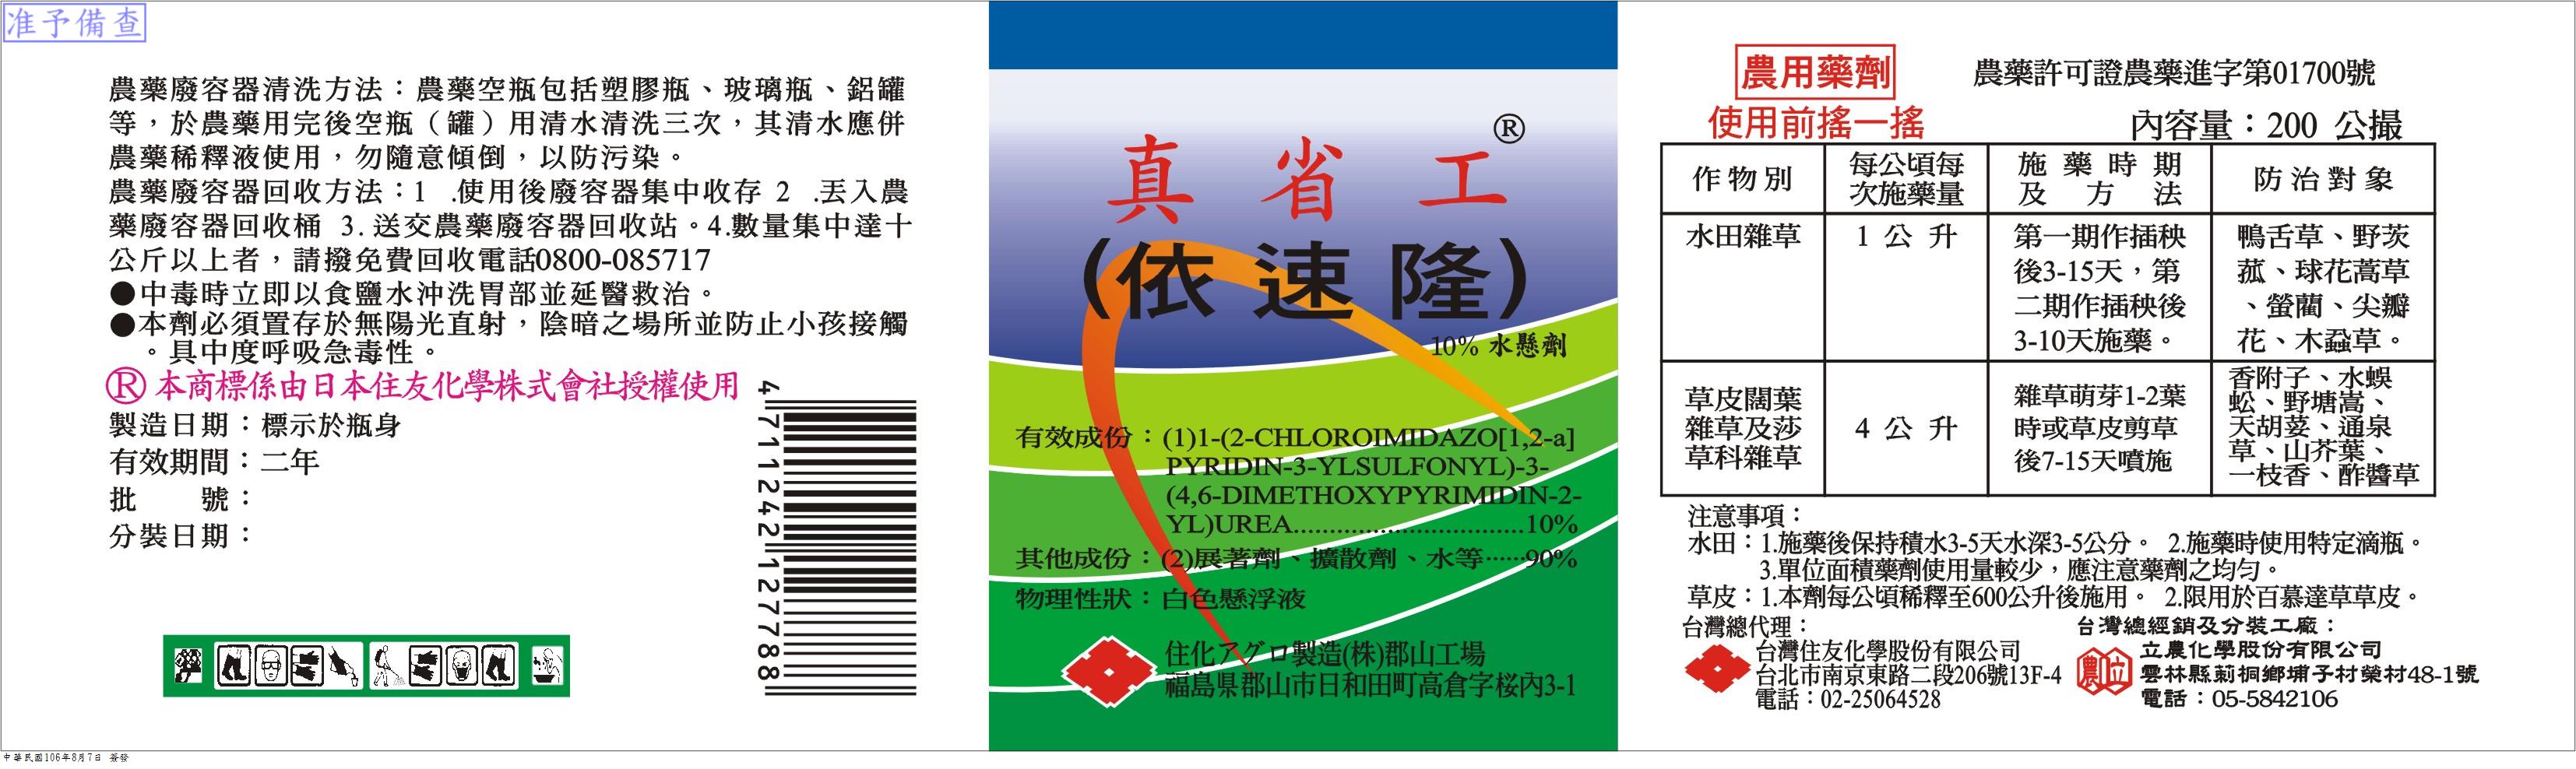 准予備查
農藥廢容器清洗方法：農藥空瓶包括塑膠瓶、玻璃瓶、鋁罐
等，於農藥用完後空瓶（罐）用清水清洗三次，其清水應併
農藥稀釋液使用，勿隨意傾倒，以防污染。
農藥廢容器回收方法：1 .使用後廢容器集中收存 2 .丟入農
藥廢容器回收桶 3. 送交農藥廢容器回收站。4.數量集中達十
公斤以上者，請撥免費回收電話0800-085717
●中毒時立即以食鹽水沖洗胃部並延醫救治。
●本劑必須置存於無陽光直射，陰暗之場所並防止小孩接觸
。具中度呼吸急毒性。
®本商標係由日本住友化學株式會社授權使用
製造日期：標示於瓶身
有效期間：二年
批　　號：
分裝日期：
4 711242 127788
真省工®
(依速隆)
10% 水懸劑
有效成份：(1)1-(2-CHLOROIMIDAZO[1,2-a]
PYRIDIN-3-YLSULFONYL)-3-
(4,6-DIMETHOXYPYRIMIDIN-2-
YL)UREA................................10%
其他成份：(2)展著劑、擴散劑、水等……90%
物理性狀：白色懸浮液
住化アグロ製造(株)郡山工場
福島県郡山市日和田町高倉字桜內3-1
農用藥劑
農藥許可證農藥進字第01700號
使用前搖一搖
內容量：200 公撮
作物別
每公頃每
次施藥量
施藥時期
及方法
防治對象
水田雜草
1 公升
第一期作插秧
後3-15天，第
二期作插秧後
3-10天施藥。
鴨舌草、野茨
菰、球花蒿草
、螢藺、尖瓣
花、木蝨草。
草皮闊葉
雜草及莎
草科雜草
4 公升
雜草萌芽1-2葉
時或草皮剪草
後7-15天噴施
香附子、水蜈
蚣、野塘蒿、
天胡荽、通泉
草、山芥葉、
一枝香、酢醬草
注意事項：
水田：1.施藥後保持積水3-5天水深3-5公分。 2.施藥時使用特定滴瓶。
3.單位面積藥劑使用量較少，應注意藥劑之均勻。
草皮：1.本劑每公頃稀釋至600公升後施用。 2.限用於百慕達草草皮。
台灣總代理：
台灣住友化學股份有限公司
台北市南京東路二段206號13F-4
電話：02-25064528
台灣總經銷及分裝工廠：
農立
立農化學股份有限公司
雲林縣莿桐鄉埔子村榮村48-1號
電話：05-5842106
中華民國106年8月7日 簽發